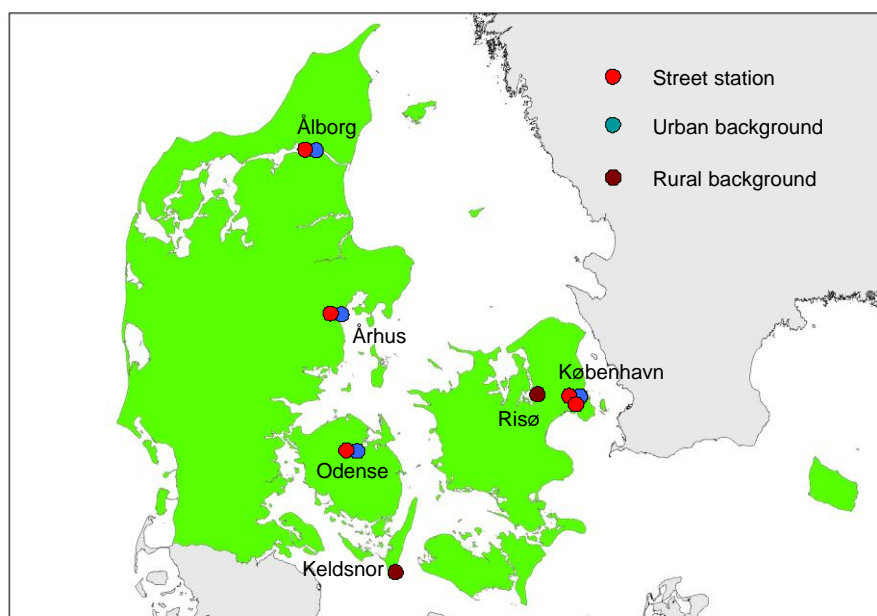 Street station
Ålborg
Urban background
Rural background
Århus
København
Risø
Odense
Keldsnor